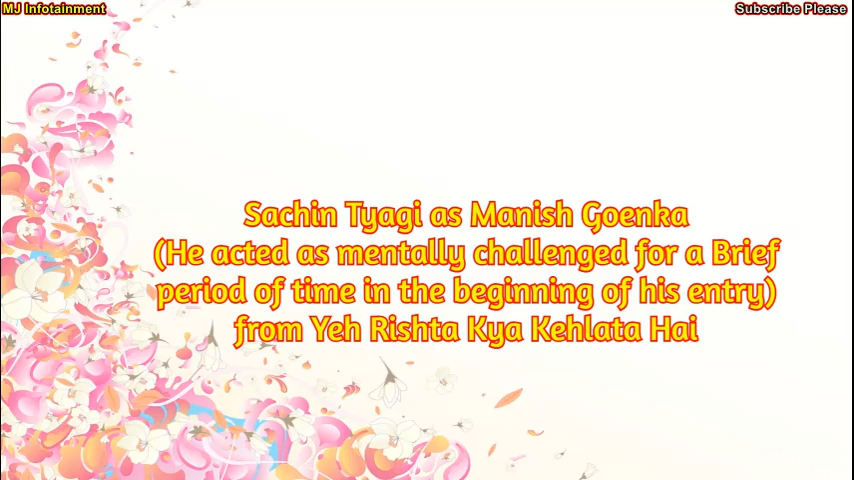 MJ Infotainment
Subscribe Please
Sachin Tyagi as Manish Goenka
(He acted as mentally challenged for a Brief
period of time in the beginning of his entry)
from Yeh Rishta Kya Kehlata Hai